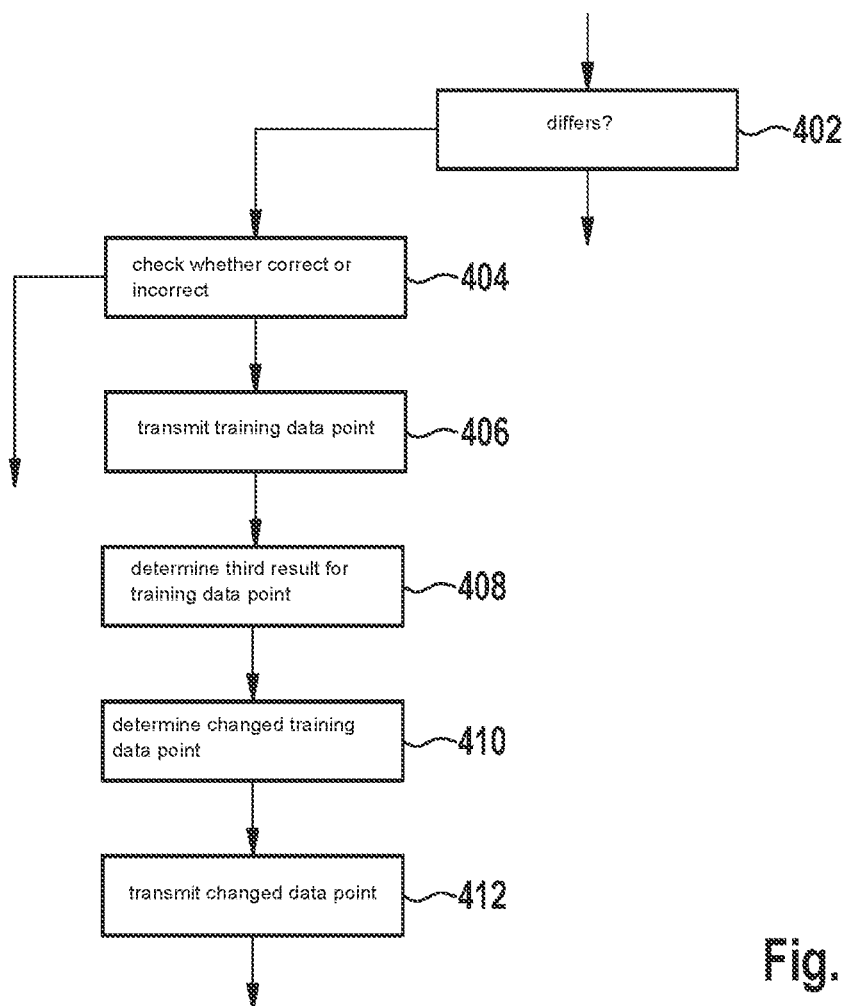 differs?
402
check whether correct or
incorrect
404
transmit training data point
406
determine third result for
training data point
408
determine changed training
data point
410
transmit changed data point
412
Fig.